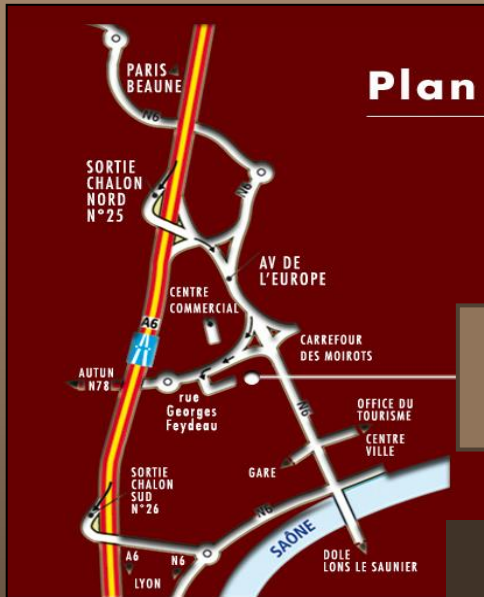 Plan
PARIS
BEAUNE
N6
SORTIE
CHALON
NORD
N°25
N6
AV DE
L'EUROPE
CENTRE
COMMERCIAL
A6
CARREFOUR
DES MOIROTS
AUTUN
N78
rue
Georges
Feydeau
N6
OFFICE DU
TOURISME
CENTRE
VILLE
GARE
SORTIE
CHALON
SUD
N°26
N6
SAÔNE
A6
N6
LYON
DOLE
LONS LE SAUNIER